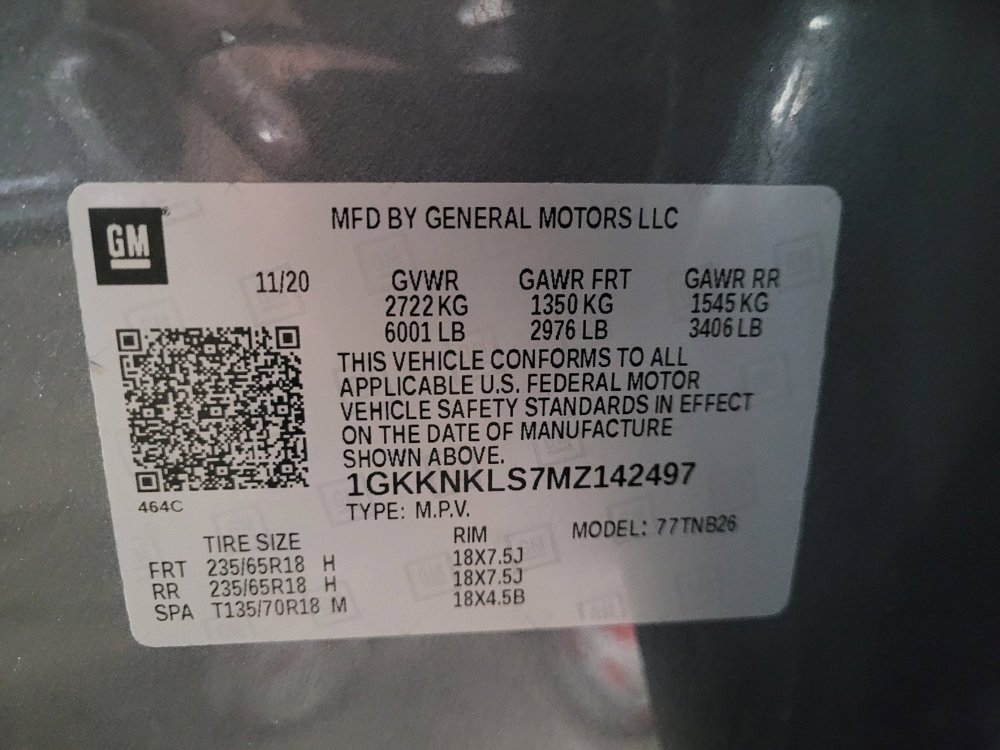 GM
MFD BY GENERAL MOTORS LLC
11/20 GVWR GAWR FRT GAWR RR
2722 KG 1350 KG 1545 KG
6001 LB 2976 LB 3406 LB
THIS VEHICLE CONFORMS TO ALL
APPLICABLE U.S. FEDERAL MOTOR
VEHICLE SAFETY STANDARDS IN EFFECT
ON THE DATE OF MANUFACTURE
SHOWN ABOVE.
1GKKNKLS7MZ142497
464C
TYPE: M.P.V.
TIRE SIZE RIM MODEL: 77TNB26
FRT 235/65R18 H 18X7.5J
RR 235/65R18 H 18X7.5J
SPA T135/70R18 M 18X4.5B